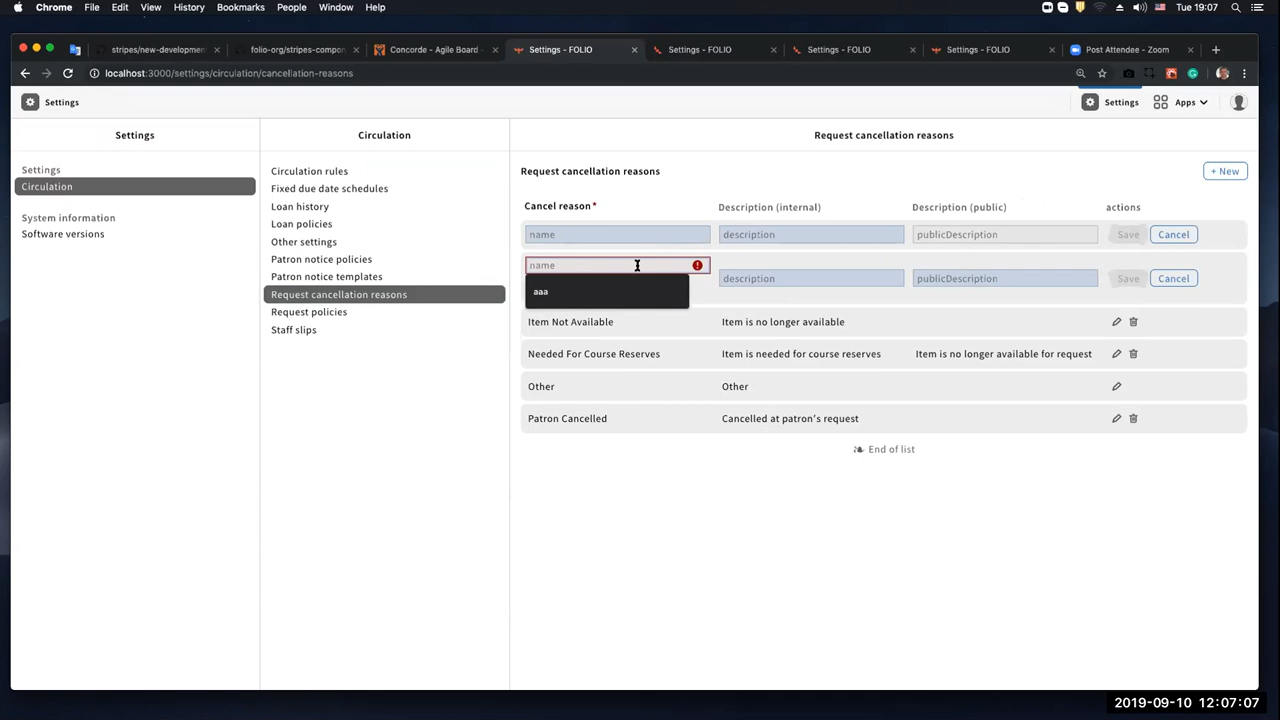 Chrome File Edit View History Bookmarks People Window Help Tue 19:07
stripes/new-developmen folio-org/stripes-compon Concorde - Agile Board - Settings - FOLIO Settings - FOLIO Settings - FOLIO Settings - FOLIO Post Attendee - Zoom
localhost:3000/settings/circulation/cancellation-reasons
Settings Settings Apps
Settings Circulation Request cancellation reasons
Settings
Circulation
System information
Software versions
Circulation rules
Fixed due date schedules
Loan history
Loan policies
Other settings
Patron notice policies
Patron notice templates
Request cancellation reasons
Request policies
Staff slips
Request cancellation reasons + New
Cancel reason* Description (internal) Description (public) actions
name description publicDescription Save Cancel
name description publicDescription Save Cancel
aaa
Item Not Available Item is no longer available
Needed For Course Reserves Item is needed for course reserves Item is no longer available for request
Other Other
Patron Cancelled Cancelled at patron's request
End of list
2019-09-10 12:07:07